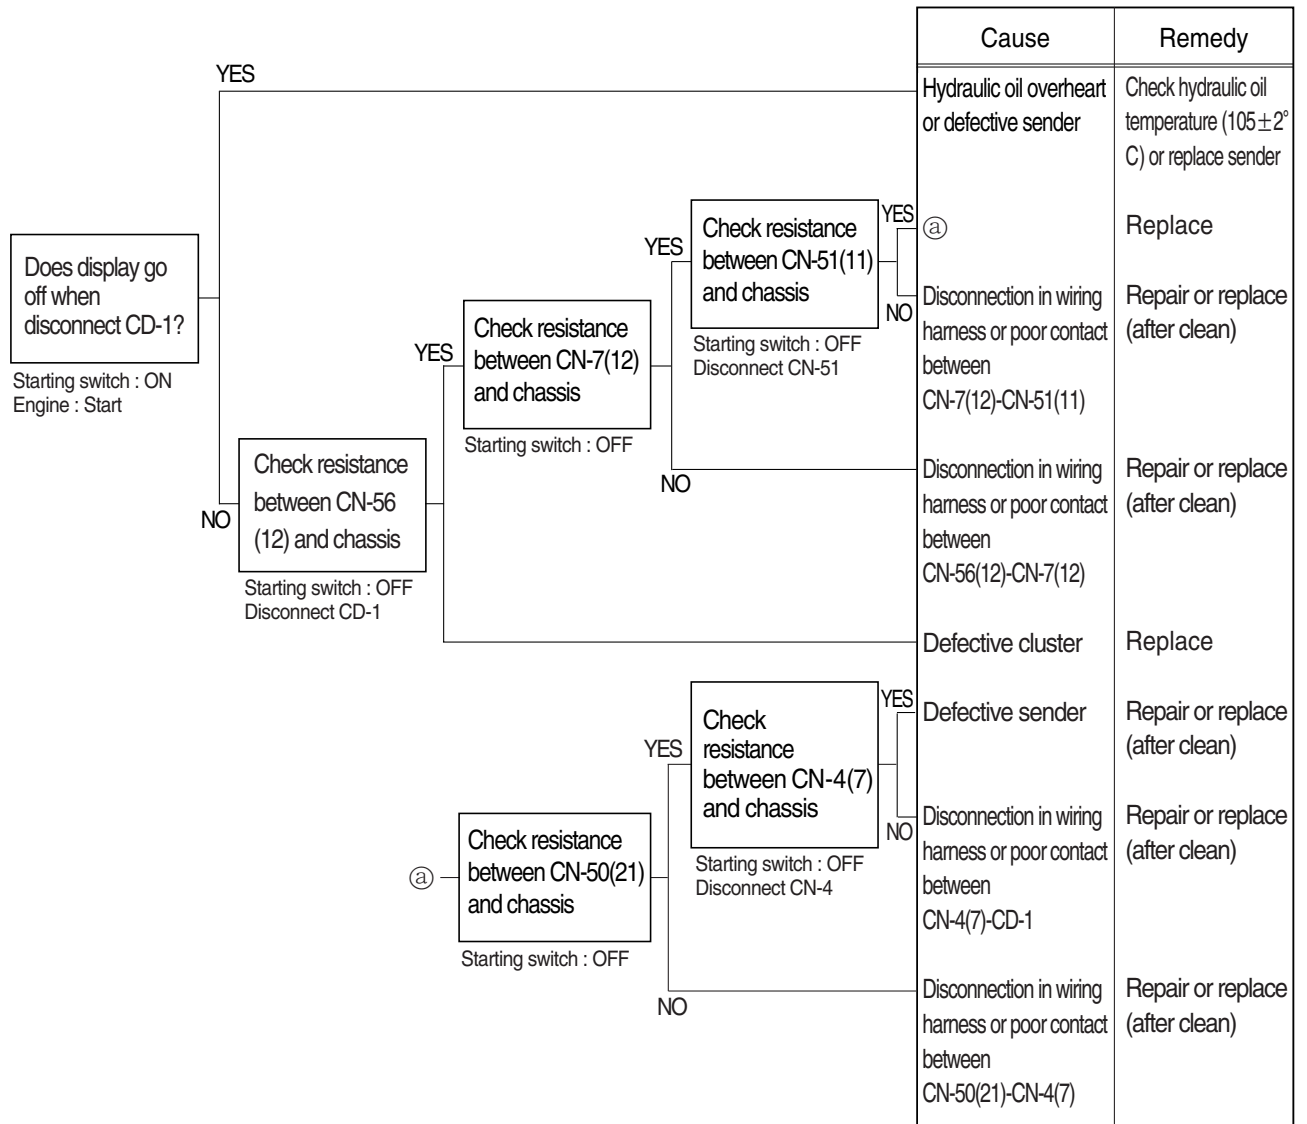 Cause
Remedy
YES
Hydraulic oil overheart
or defective sender
Check hydraulic oil
temperature (105±2°
C) or replace sender
Does display go
off when
disconnect CD-1?
Starting switch : ON
Engine : Start
NO
Check resistance
between CN-56
(12) and chassis
Starting switch : OFF
Disconnect CD-1
YES
Check resistance
between CN-7(12)
and chassis
Starting switch : OFF
YES
Check resistance
between CN-51(11)
and chassis
Starting switch : OFF
Disconnect CN-51
YES
ⓐ
Replace
NO
Disconnection in wiring
harness or poor contact
between
CN-7(12)-CN-51(11)
Repair or replace
(after clean)
NO
Disconnection in wiring
harness or poor contact
between
CN-56(12)-CN-7(12)
Repair or replace
(after clean)
Defective cluster
Replace
ⓐ
Check resistance
between CN-50(21)
and chassis
Starting switch : OFF
YES
Check
resistance
between CN-4(7)
and chassis
Starting switch : OFF
Disconnect CN-4
YES
Defective sender
Repair or replace
(after clean)
NO
Disconnection in wiring
harness or poor contact
between
CN-4(7)-CD-1
Repair or replace
(after clean)
NO
Disconnection in wiring
harness or poor contact
between
CN-50(21)-CN-4(7)
Repair or replace
(after clean)